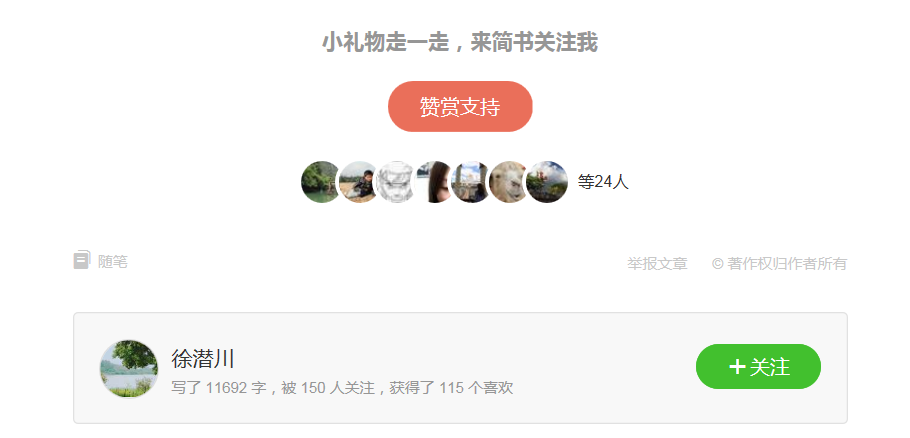 小礼物走一走，来简书关注我
赞赏支持
等24人
随笔
举报文章 © 著作权归作者所有
徐潜川
写了 11692 字，被 150 人关注，获得了 115 个喜欢
+关注